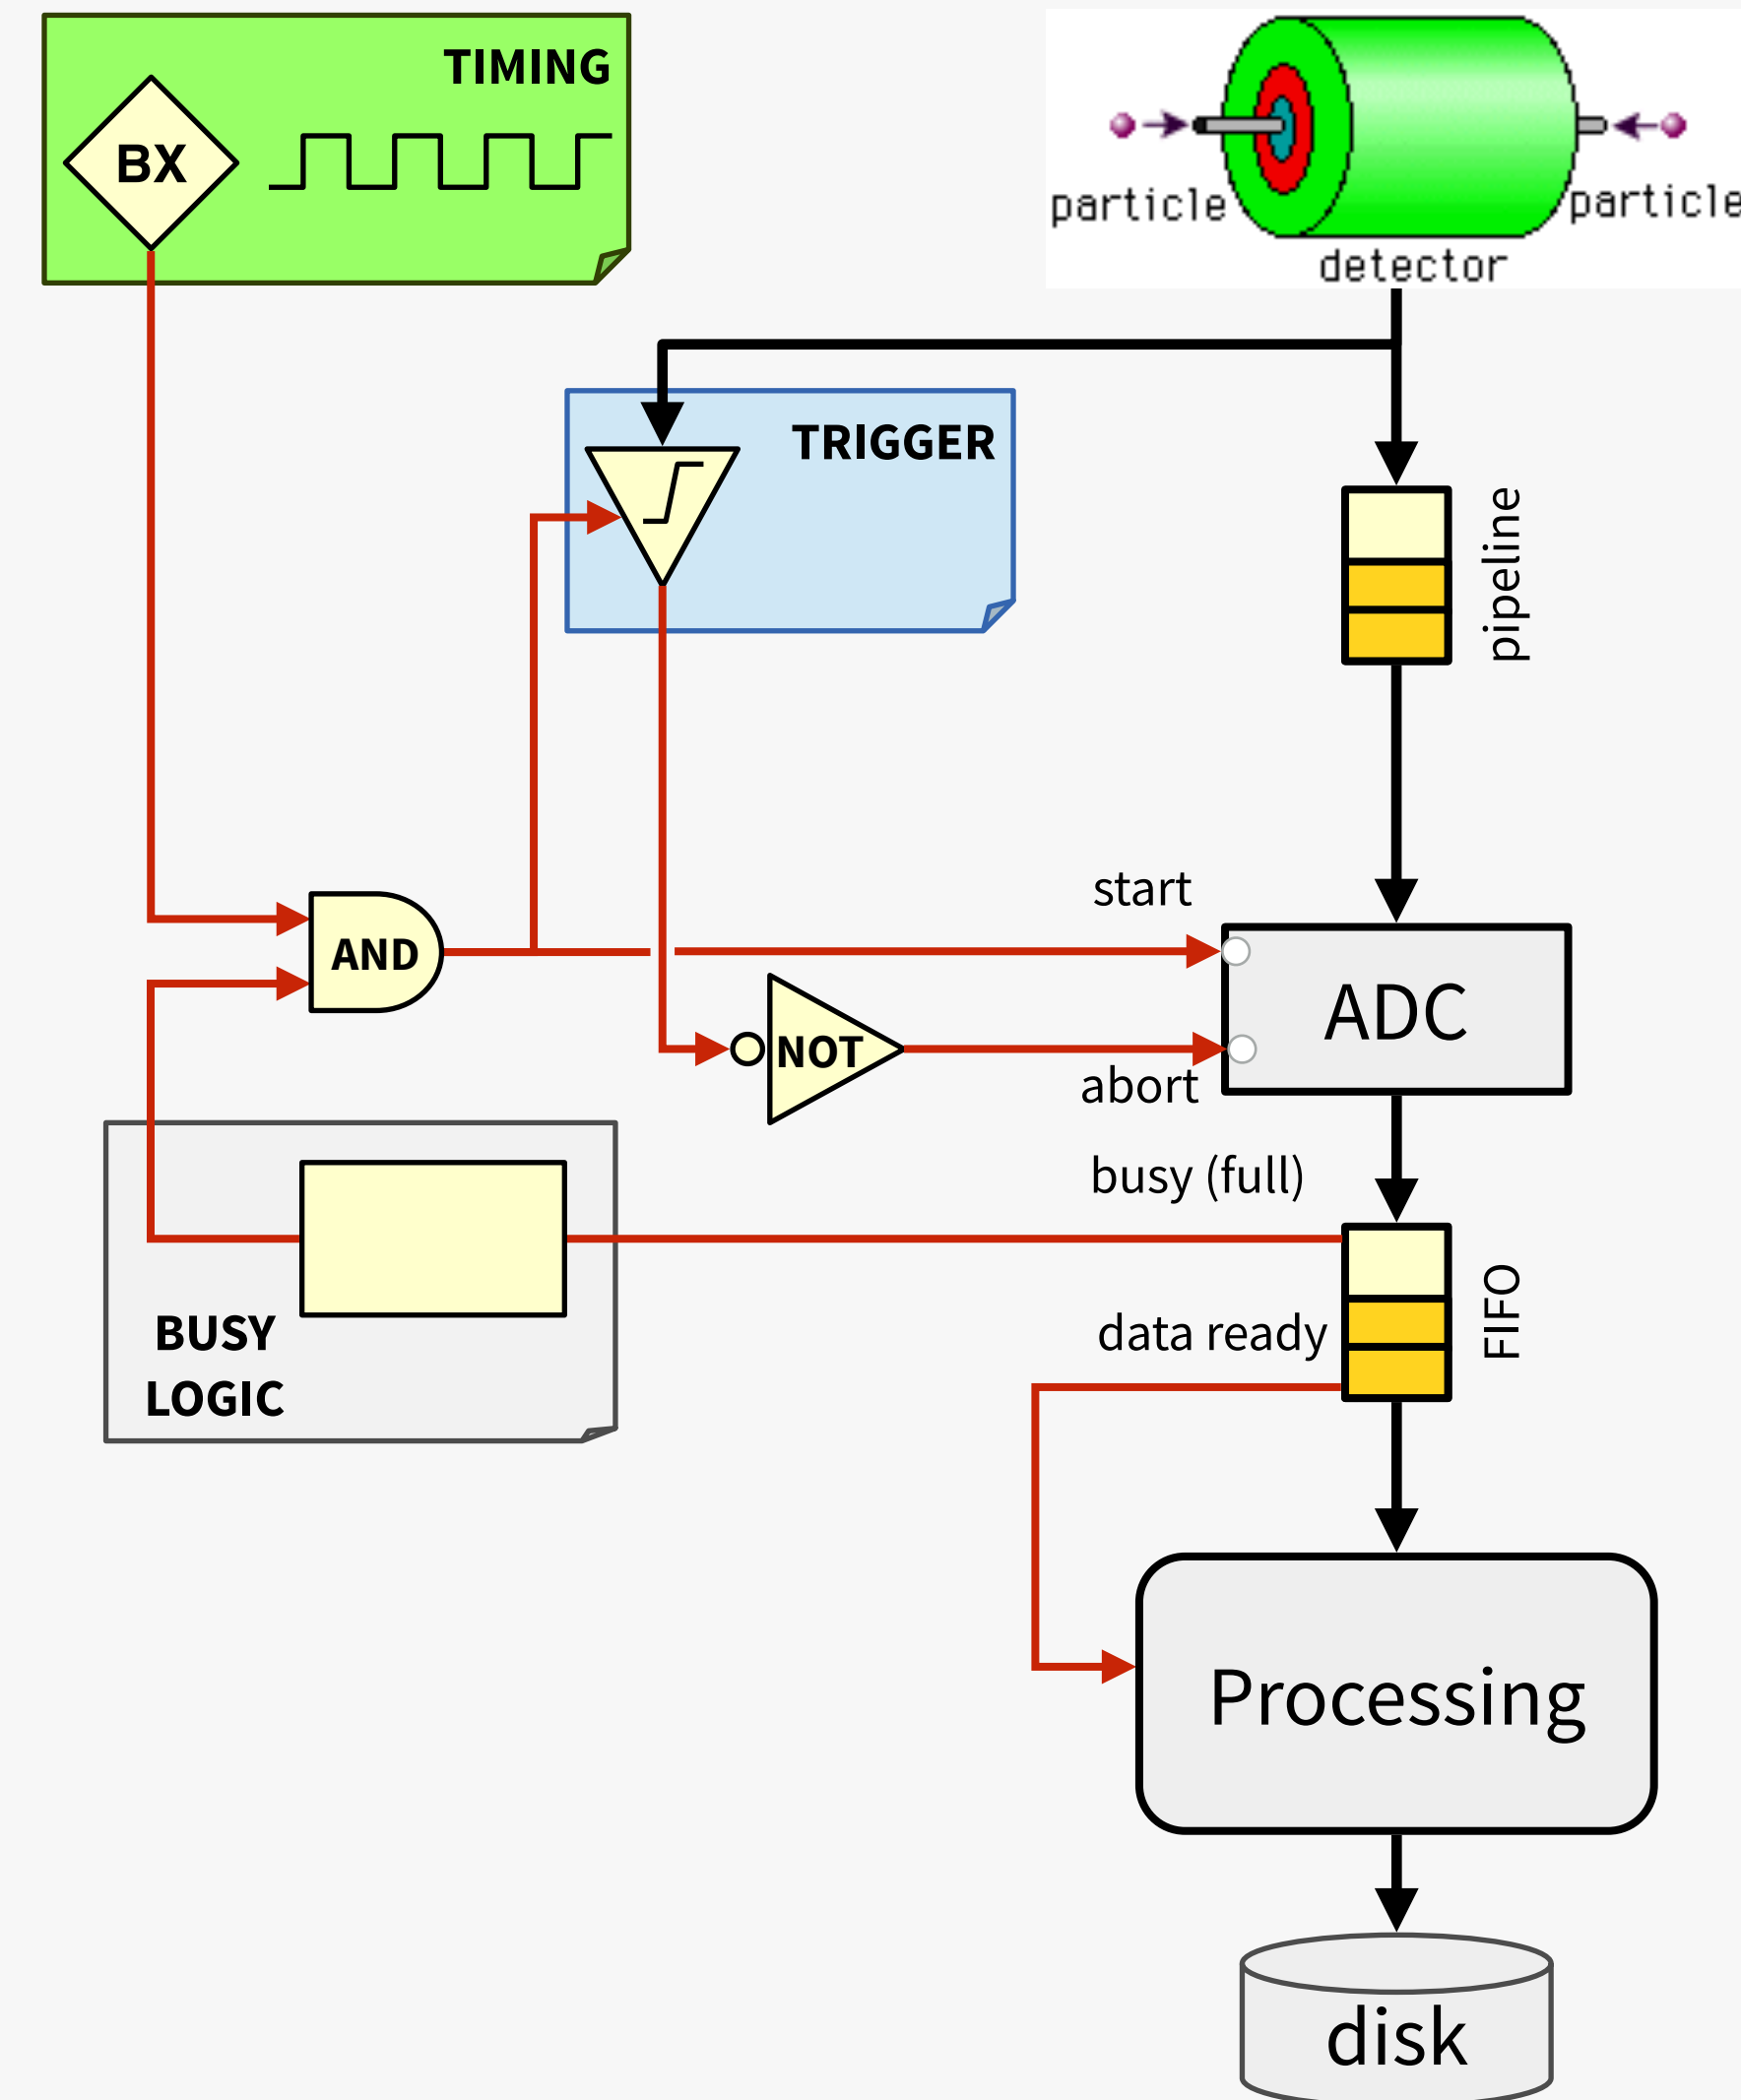 TIMING
BX
particle
particle
detector
TRIGGER
pipeline
start
AND
ADC
NOT
abort
busy (full)
FIFO
data ready
BUSY
LOGIC
Processing
disk